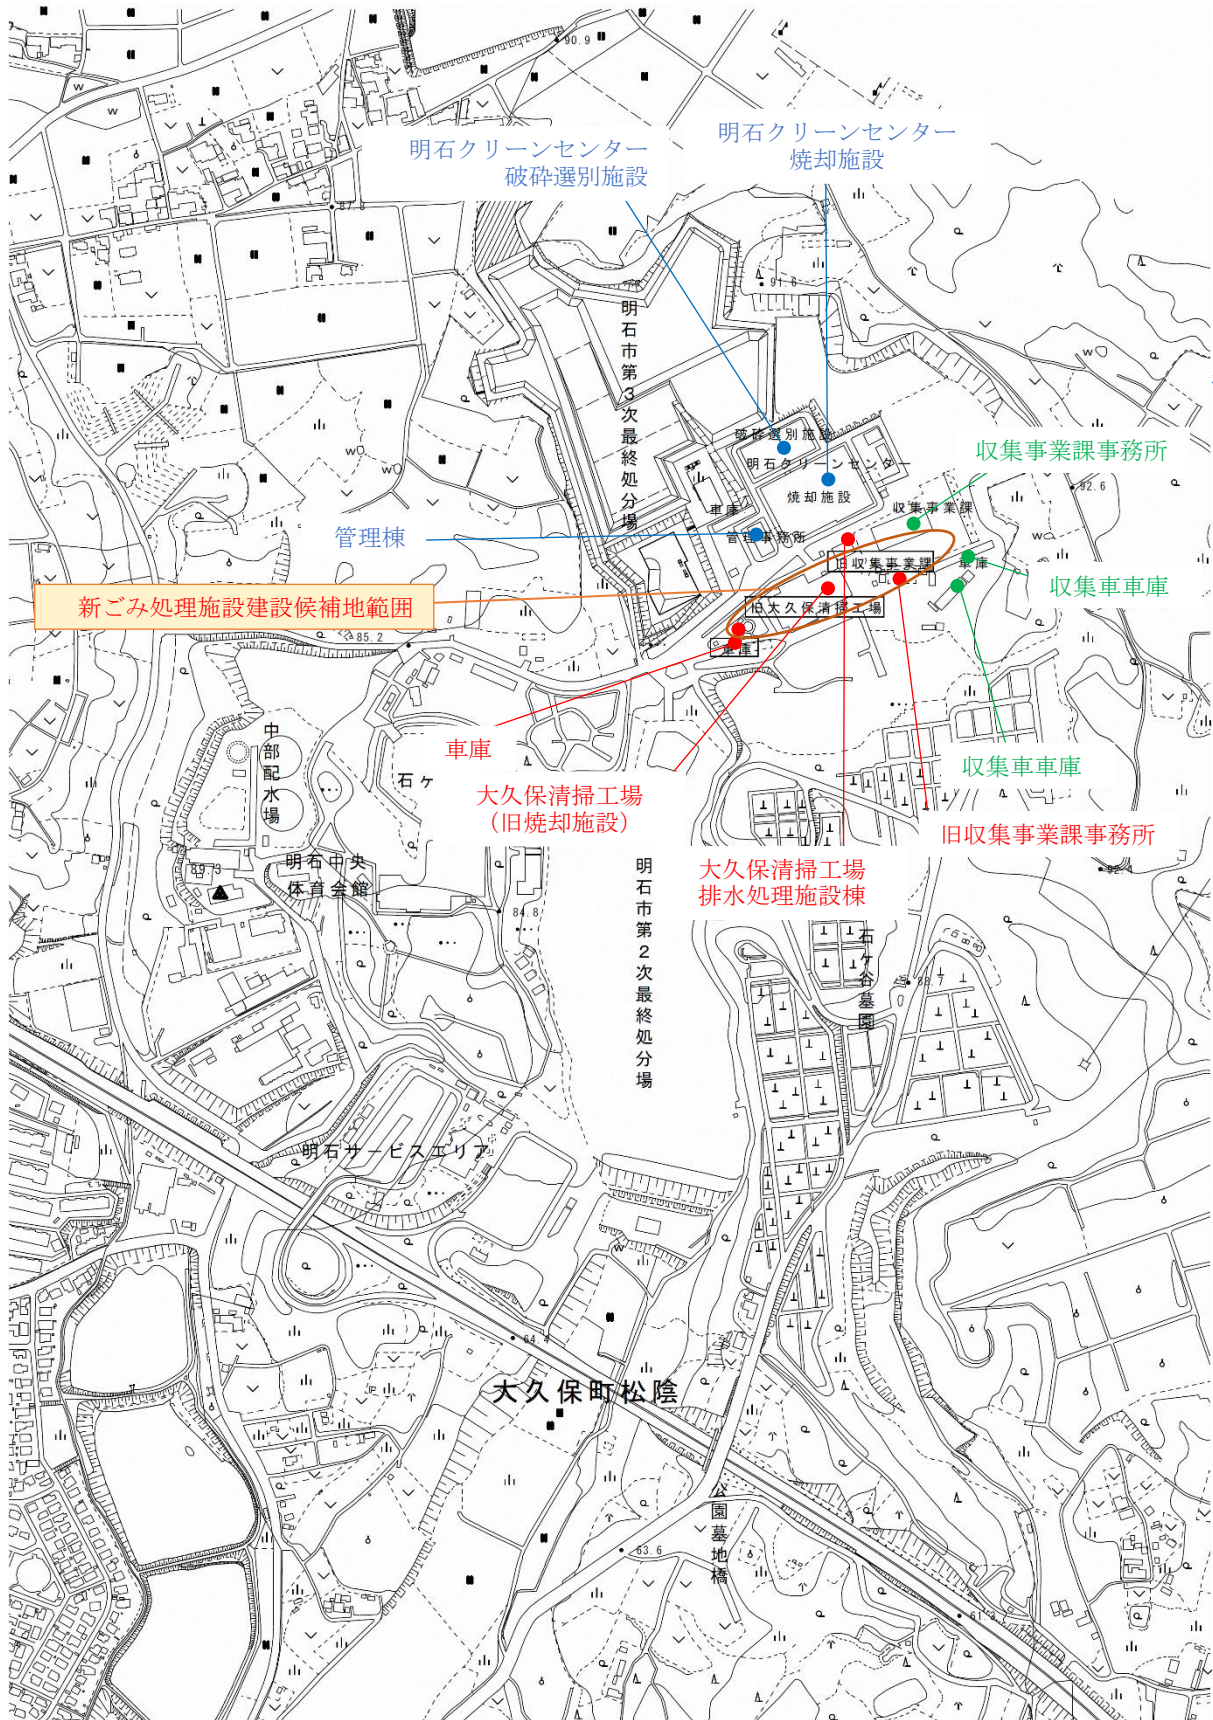 90.9
明石クリーンセンター
破砕選別施設
明石クリーンセンター
焼却施設
87.8
91.6
明石市第3次最終処分場
破砕選別施設
明石クリーンセンター
焼却施設
車庫
収集事業課
収集事業課事務所
92.6
管理棟
管理事務所
旧収集事業課
車庫
収集車車庫
新ごみ処理施設建設候補地範囲
旧大久保清掃工場
車庫
85.2
中部配水場
車庫
石ヶ
収集車車庫
大久保清掃工場
（旧焼却施設）
旧収集事業課事務所
大久保清掃工場
排水処理施設棟
明石中央
体育会館
89.3
84.8
92.4
明石市第2次最終処分場
石ヶ谷墓園
88.7
明石サービスエリア
64.4
大久保町松陰
公園墓地橋
63.6
61.3